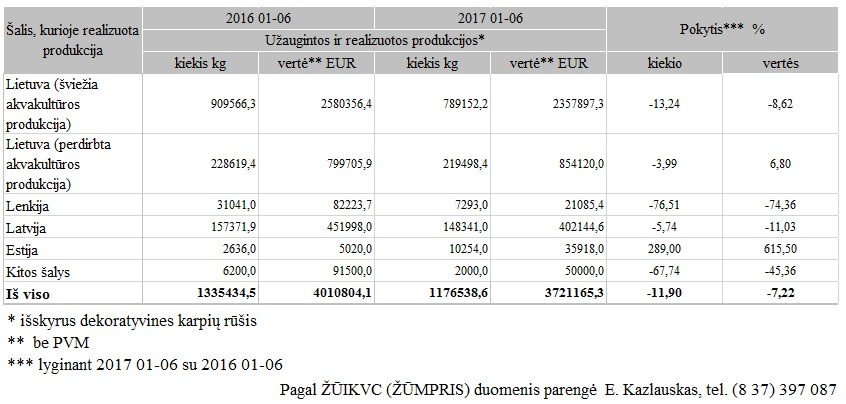 Šalis, kurioje realizuota produkcija 2016 01-06 2017 01-06 Pokytis*** %
Užaugintos ir realizuotos produkcijos*
kiekis kg vertė** EUR kiekis kg vertė** EUR kiekio vertės
Lietuva (šviežia akvakultūros produkcija) 909566,3 2580356,4 789152,2 2357897,3 -13,24 -8,62
Lietuva (perdirbta akvakultūros produkcija) 228619,4 799705,9 219498,4 854120,0 -3,99 6,80
Lenkija 31041,0 82223,7 7293,0 21085,4 -76,51 -74,36
Latvija 157371,9 451998,0 148341,0 402144,6 -5,74 -11,03
Estija 2636,0 5020,0 10254,0 35918,0 289,00 615,50
Kitos šalys 6200,0 91500,0 2000,0 50000,0 -67,74 -45,36
Iš viso 1335434,5 4010804,1 1176538,6 3721165,3 -11,90 -7,22
* išskyrus dekoratyvines karpių rūšis
** be PVM
*** lyginant 2017 01-06 su 2016 01-06
Pagal ŽŪIKVC (ŽŪMPRIS) duomenis parengė E. Kazlauskas, tel. (8 37) 397 087